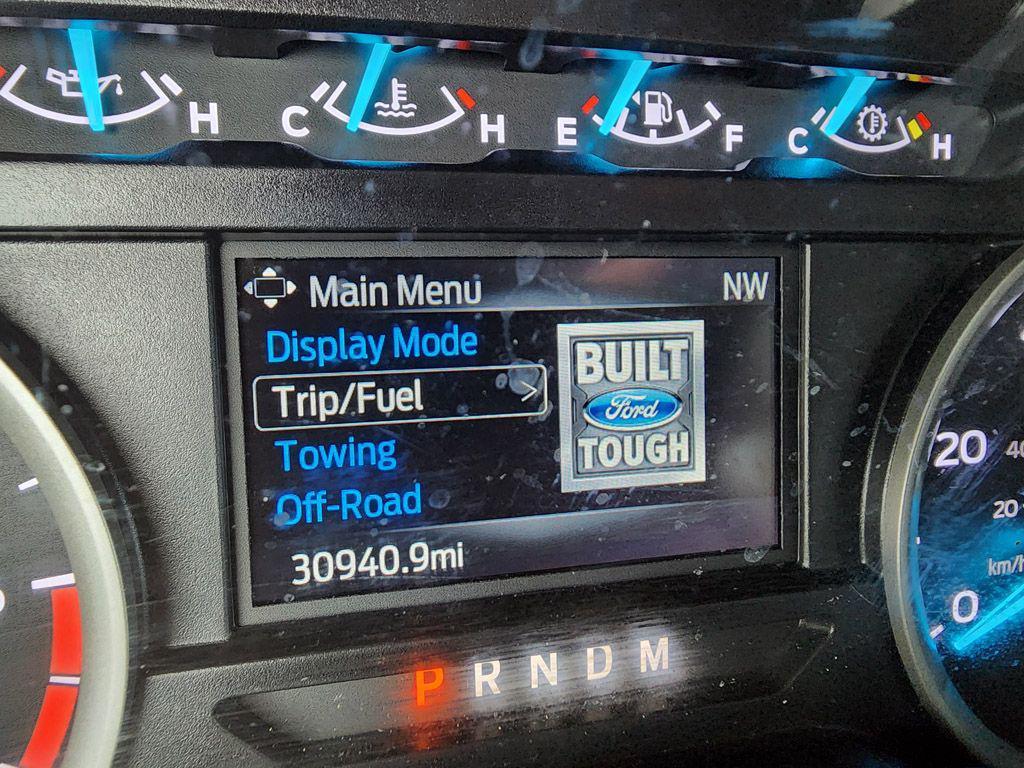 H
C H
E F
C H
Main Menu NW
Display Mode
Trip/Fuel >
Towing
Off-Road
30940.9mi
BUILT
Ford
TOUGH
P R N D M
20
20
km/h
0